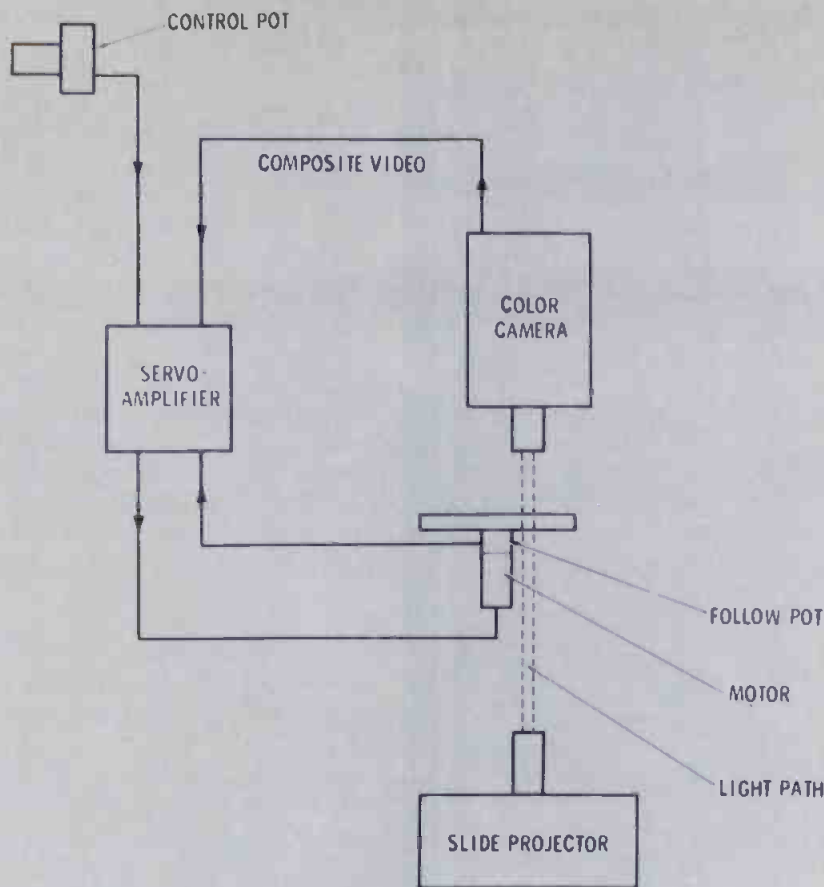 CONTROL POT
COMPOSITE VIDEO
COLOR
CAMERA
SERVO-
AMPLIFIER
FOLLOW POT
MOTOR
LIGHT PATH
SLIDE PROJECTOR